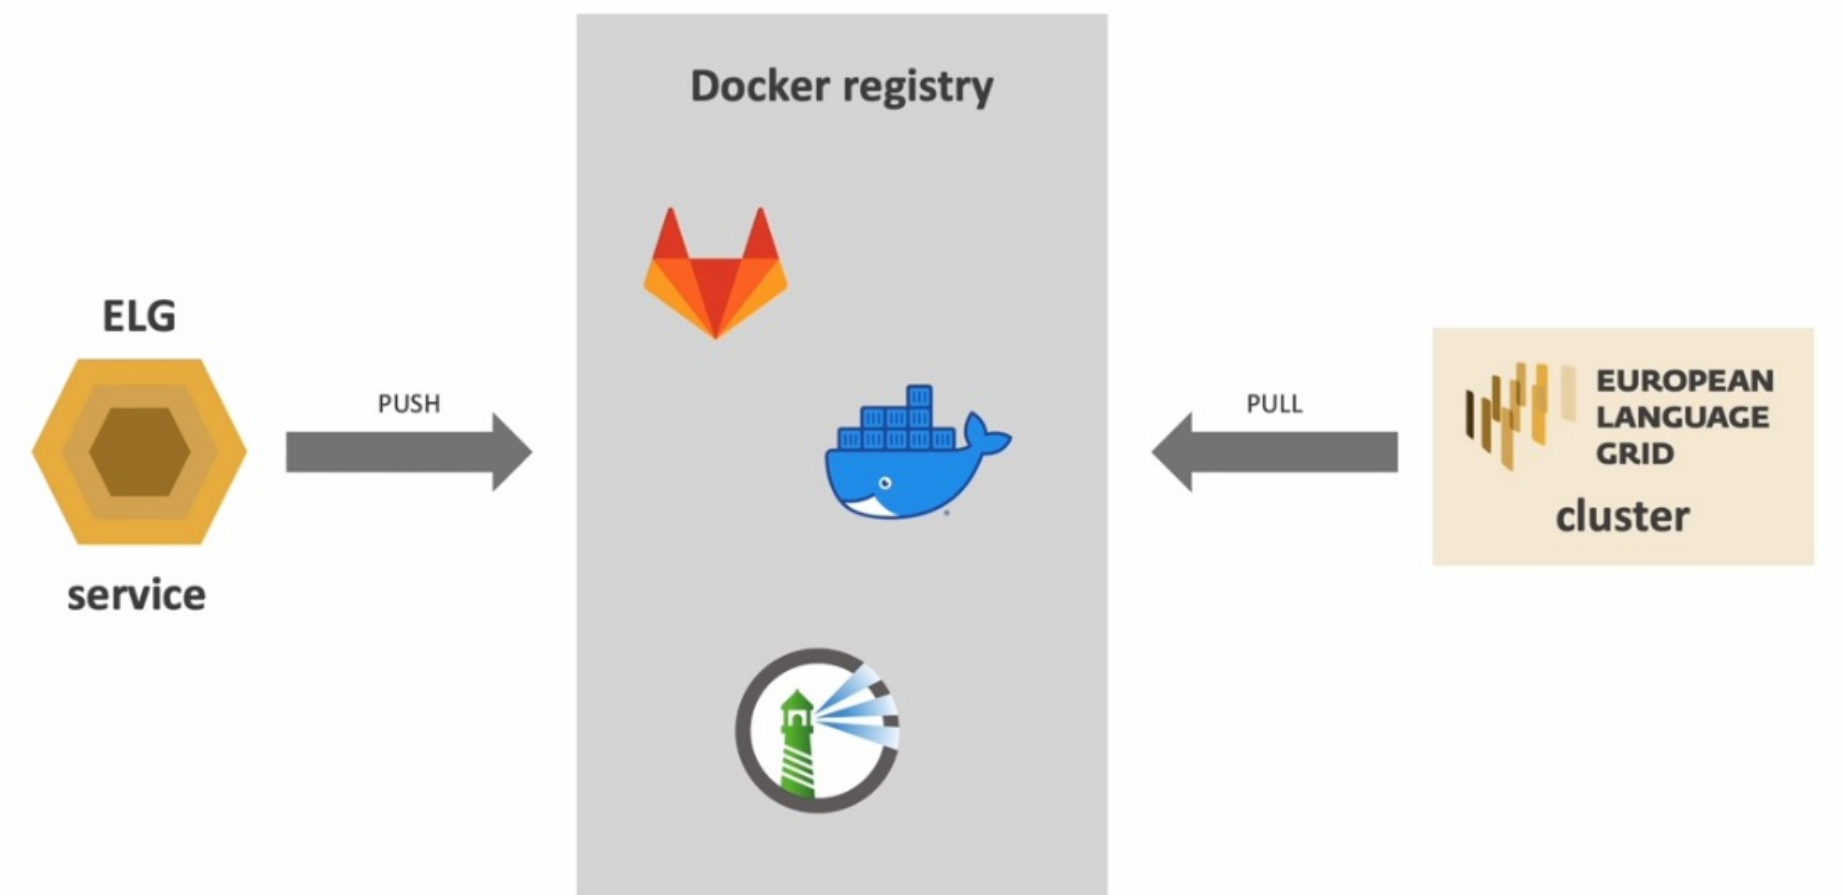 Docker registry
ELG
service
PUSH
PULL
EUROPEAN
LANGUAGE
GRID
cluster